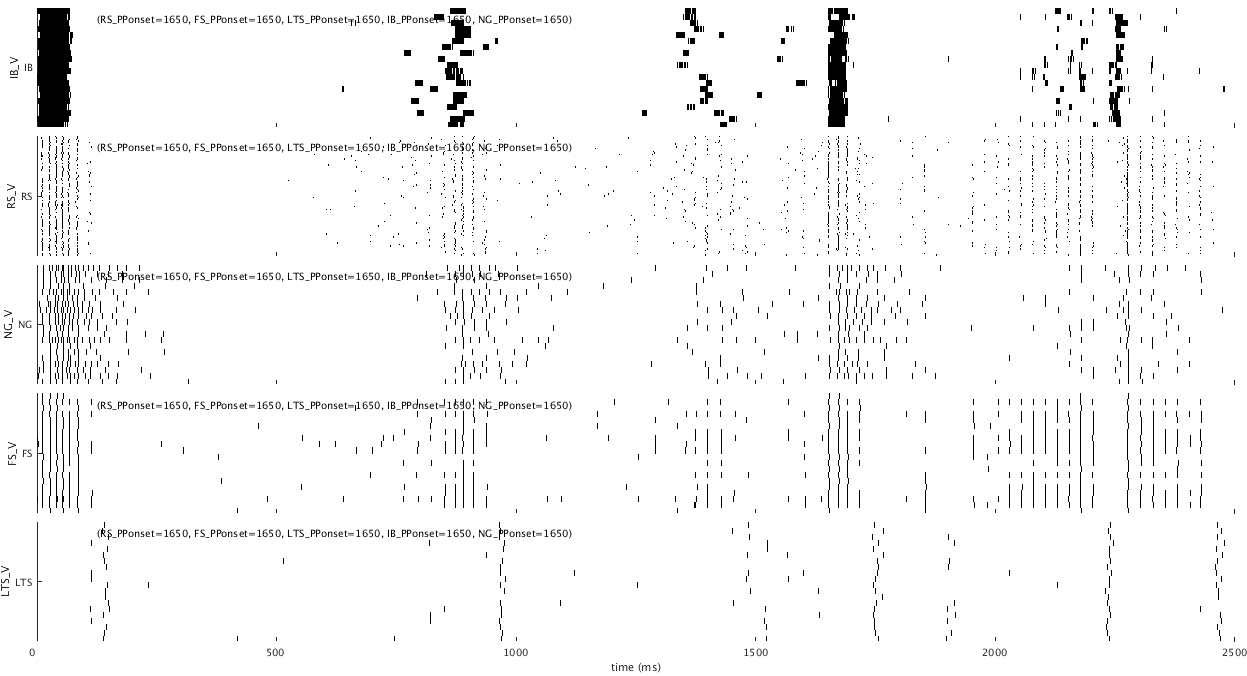 (RS_PPonset=1650, FS_PPonset=1650, LTS_PPonset=1650, IB_PPonset=1650, NG_PPonset=1650)
IB_V
IB
(RS_PPonset=1650, FS_PPonset=1650, LTS_PPonset=1650, IB_PPonset=1650, NG_PPonset=1650)
RS_V
RS
(RS_PPonset=1650, FS_PPonset=1650, LTS_PPonset=1650, IB_PPonset=1650, NG_PPonset=1650)
NG_V
NG
(RS_PPonset=1650, FS_PPonset=1650, LTS_PPonset=1650, IB_PPonset=1650, NG_PPonset=1650)
FS_V
FS
(RS_PPonset=1650, FS_PPonset=1650, LTS_PPonset=1650, IB_PPonset=1650, NG_PPonset=1650)
LTS_V
LTS
0 500 1000 1500 2000 2500
time (ms)